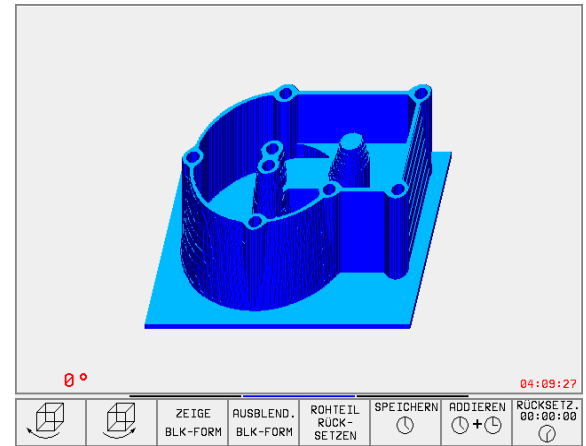 0°
04:09:27
ZEIGE
BLK-FORM
AUSBLEND.
BLK-FORM
ROHTEIL
RÜCK-
SETZEN
SPEICHERN
ADDIEREN
+
RÜCKSETZ.
00:00:00